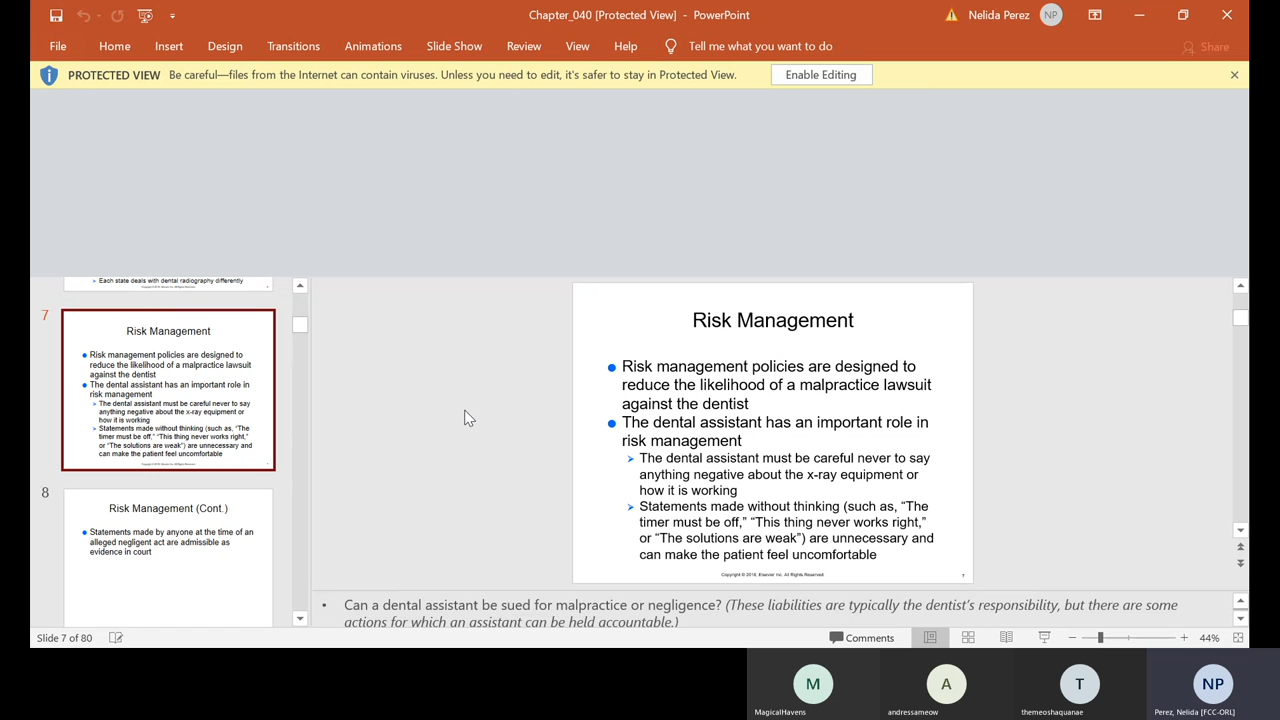 Chapter_040 [Protected View] - PowerPoint
Nelida Perez
NP
File Home Insert Design Transitions Animations Slide Show Review View Help Tell me what you want to do Share
PROTECTED VIEW Be careful—files from the Internet can contain viruses. Unless you need to edit, it's safer to stay in Protected View. Enable Editing
➢ Each state deals with dental radiography differently
7
Risk Management
● Risk management policies are designed to
reduce the likelihood of a malpractice lawsuit
against the dentist
● The dental assistant has an important role in
risk management
➢ The dental assistant must be careful never to say
anything negative about the x-ray equipment or
how it is working
➢ Statements made without thinking (such as, “The
timer must be off,” “This thing never works right,”
or “The solutions are weak”) are unnecessary and
can make the patient feel uncomfortable
8
Risk Management (Cont.)
● Statements made by anyone at the time of an
alleged negligent act are admissible as
evidence in court
Risk Management
● Risk management policies are designed to
reduce the likelihood of a malpractice lawsuit
against the dentist
● The dental assistant has an important role in
risk management
➢ The dental assistant must be careful never to say
anything negative about the x-ray equipment or
how it is working
➢ Statements made without thinking (such as, “The
timer must be off,” “This thing never works right,”
or “The solutions are weak”) are unnecessary and
can make the patient feel uncomfortable
Copyright © 2018, Elsevier Inc. All Rights Reserved.
7
• Can a dental assistant be sued for malpractice or negligence? (These liabilities are typically the dentist’s responsibility, but there are some
actions for which an assistant can be held accountable.)
Slide 7 of 80
Comments
44%
M
A
T
NP
MagicalHavens
andressameow
themeoshaquanae
Perez, Nelida [FCC-ORL]